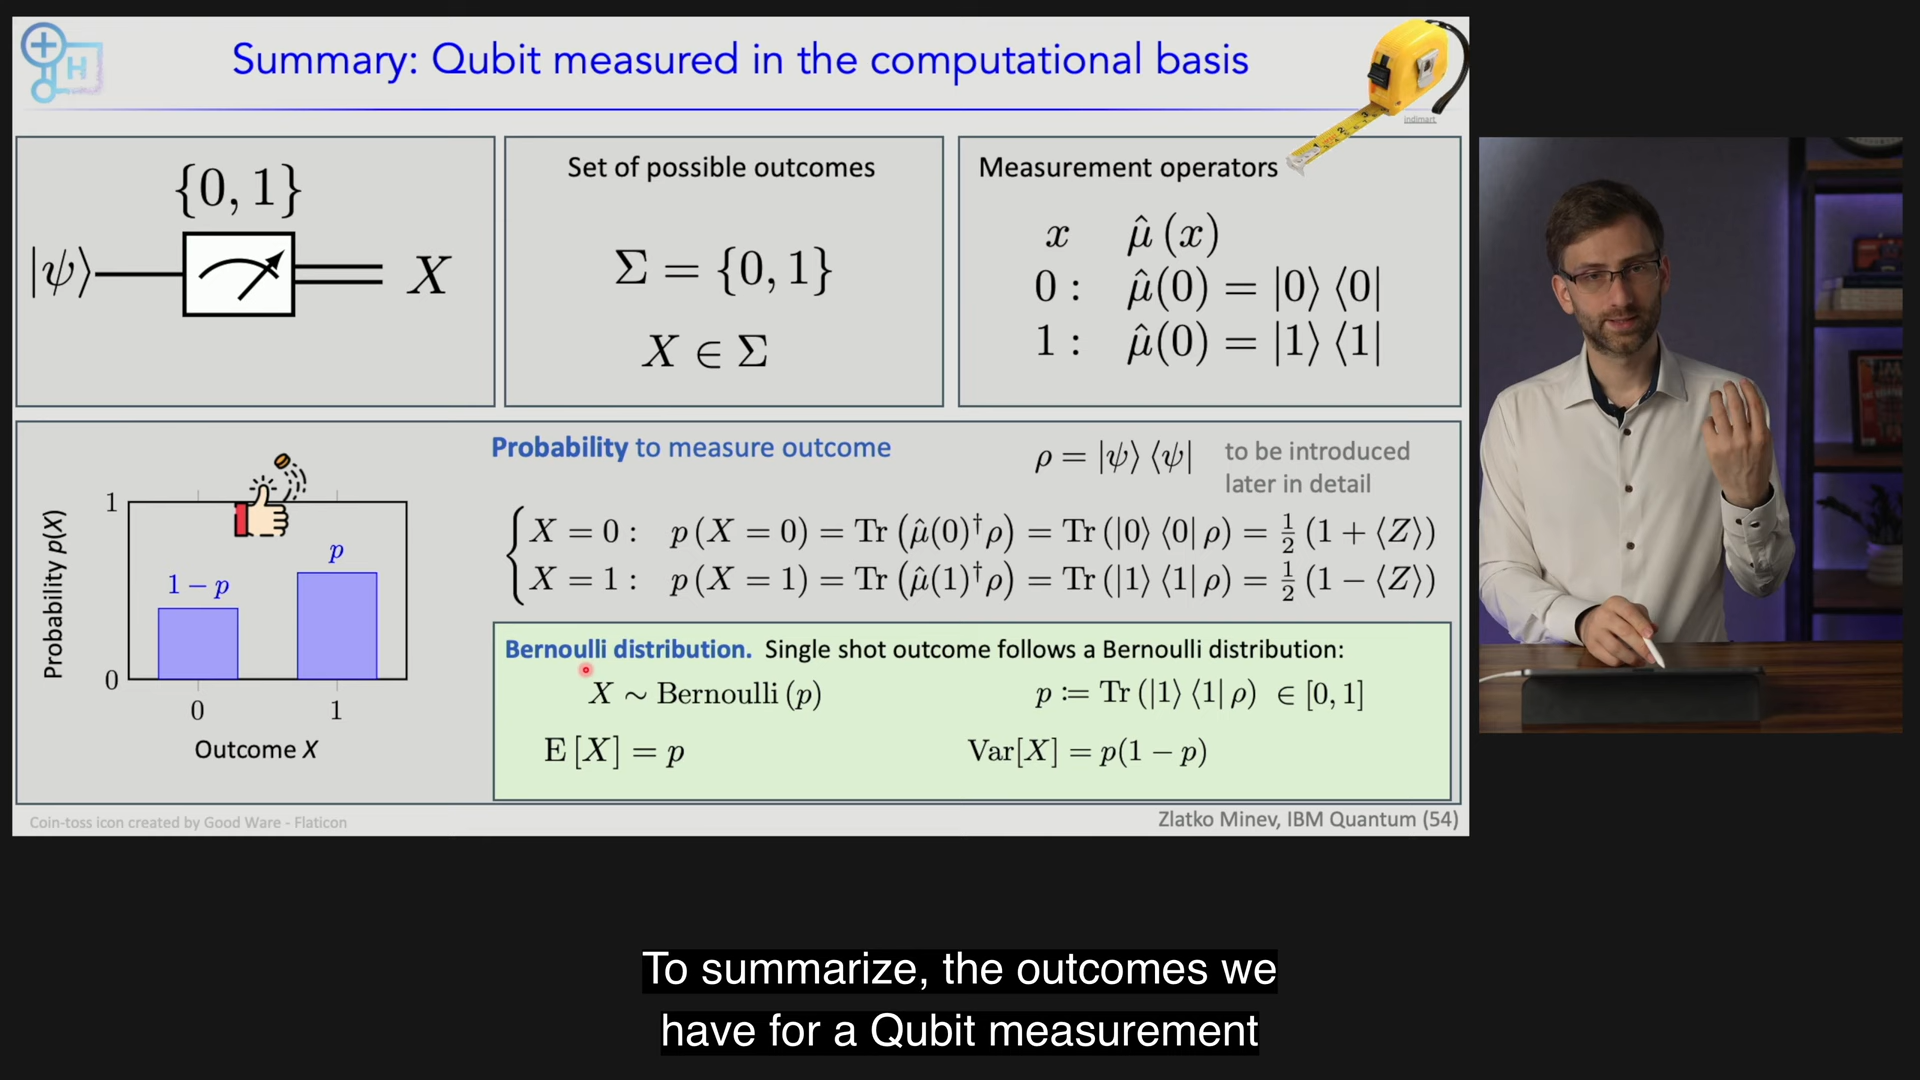 H
Summary: Qubit measured in the computational basis
indimart
{0, 1}
|ψ⟩ X
Set of possible outcomes
Σ = {0, 1}
X ∈ Σ
Measurement operators
x μ̂ (x)
0 : μ̂(0) = |0⟩ ⟨0|
1 : μ̂(0) = |1⟩ ⟨1|
Probability p(X)
1
0
1 − p
p
0 1
Outcome X
Probability to measure outcome
ρ = |ψ⟩ ⟨ψ|
to be introduced
later in detail
X = 0 : p (X = 0) = Tr (μ̂(0)†ρ) = Tr (|0⟩ ⟨0| ρ) = 1/2 (1 + ⟨Z⟩)
X = 1 : p (X = 1) = Tr (μ̂(1)†ρ) = Tr (|1⟩ ⟨1| ρ) = 1/2 (1 − ⟨Z⟩)
Bernoulli distribution. Single shot outcome follows a Bernoulli distribution:
X ∼ Bernoulli (p) p := Tr (|1⟩ ⟨1| ρ) ∈ [0, 1]
E [X] = p Var[X] = p(1 − p)
Coin-toss icon created by Good Ware - Flaticon
Zlatko Minev, IBM Quantum (54)
To summarize, the outcomes we
have for a Qubit measurement